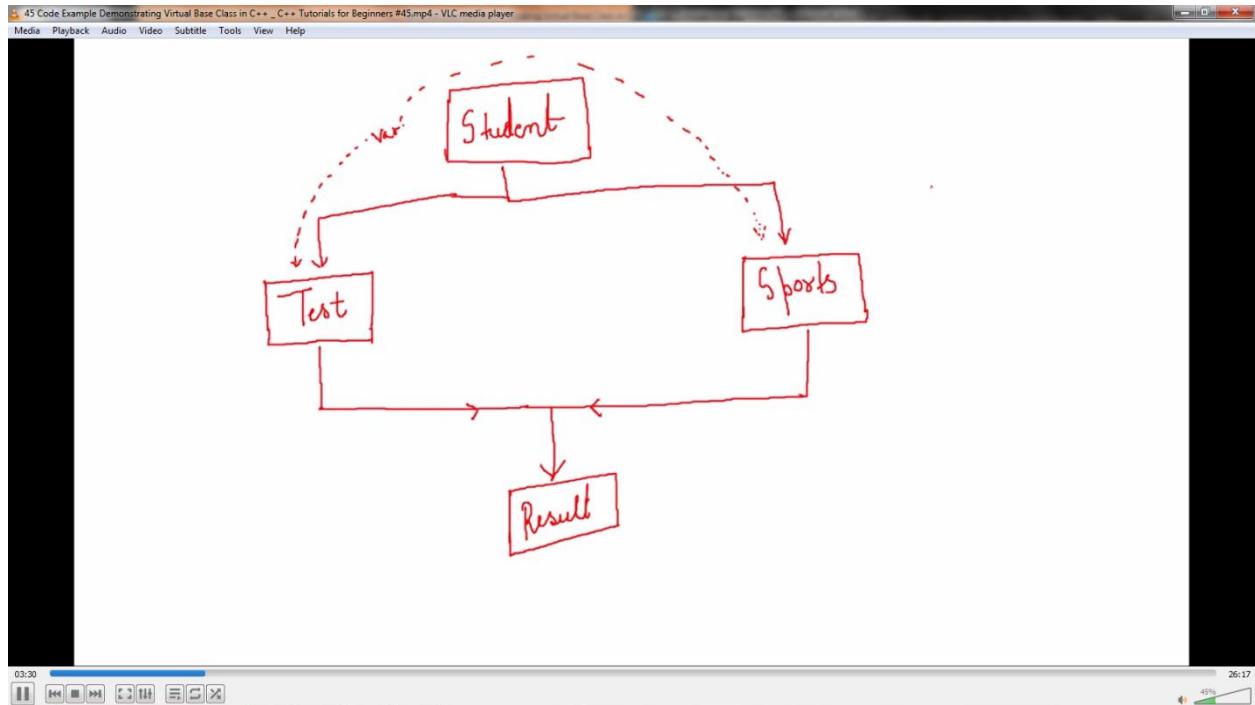 45 Code Example Demonstrating Virtual Base Class in C++ _ C++ Tutorials for Beginners #45.mp4 - VLC media player
Media Playback Audio Video Subtitle Tools View Help
Student
var
Test
Sports
Result
03:30
26:17
45%